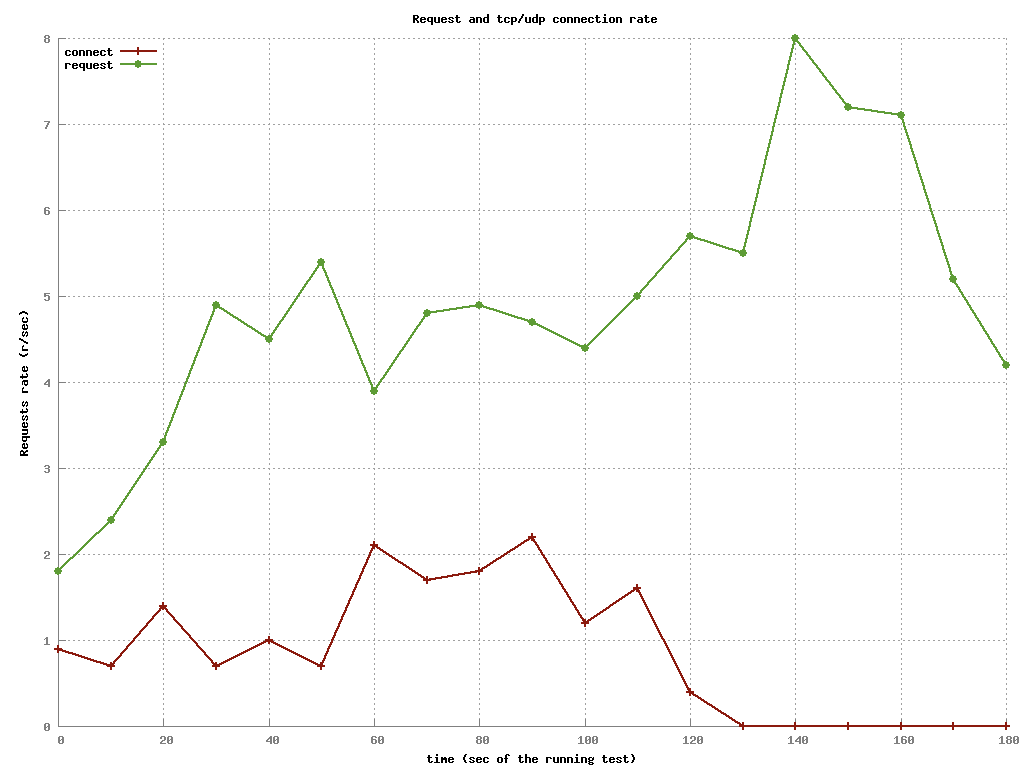 Request and tcp/udp connection rate
connect
request
8
7
6
5
4
3
2
1
0
Requests rate (r/sec)
0 20 40 60 80 100 120 140 160 180
time (sec of the running test)